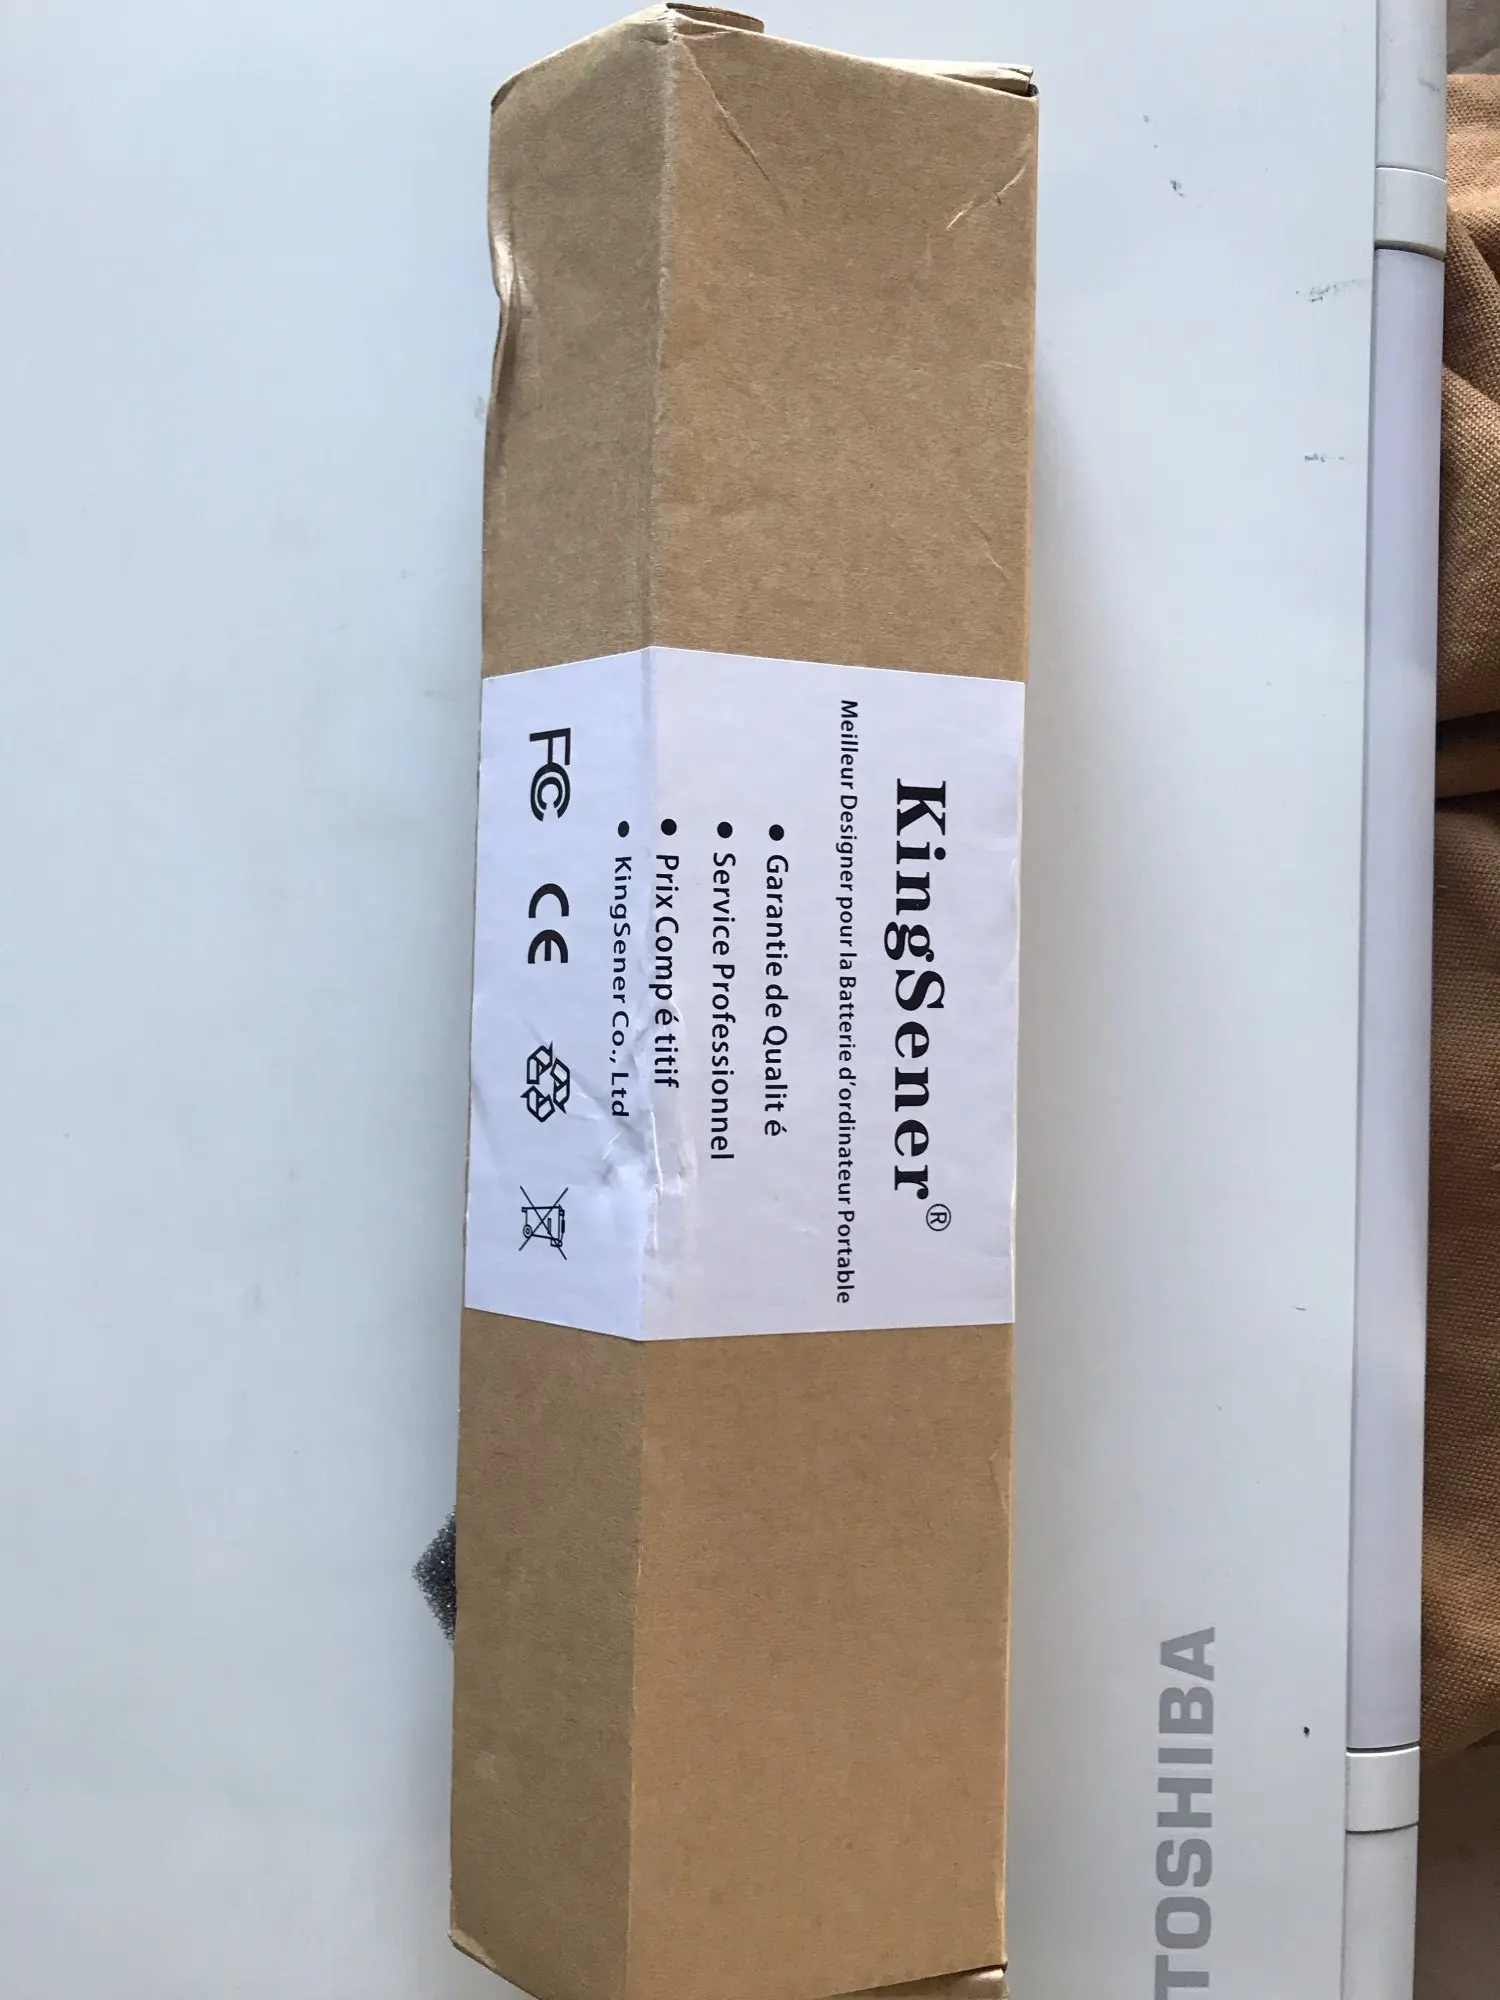 KingSener®
Meilleur Designer pour la Batterie d'ordinateur Portable
● Garantie de Qualit é
● Service Professionnel
● Prix Comp é titif
● KingSener Co., Ltd
FC CE
TOSHIBA